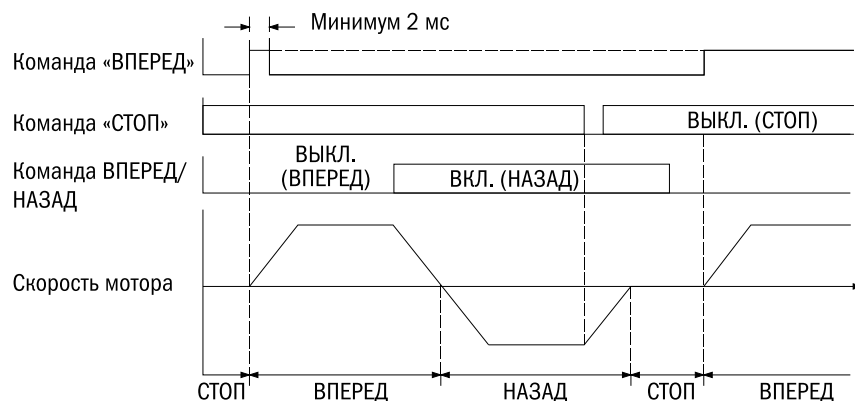 Минимум 2 мс
Команда «ВПЕРЕД»
Команда «СТОП»
ВЫКЛ. (СТОП)
Команда ВПЕРЕД/
НАЗАД
ВЫКЛ.
(ВПЕРЕД)
ВКЛ. (НАЗАД)
Скорость мотора
СТОП
ВПЕРЕД
НАЗАД
СТОП
ВПЕРЕД